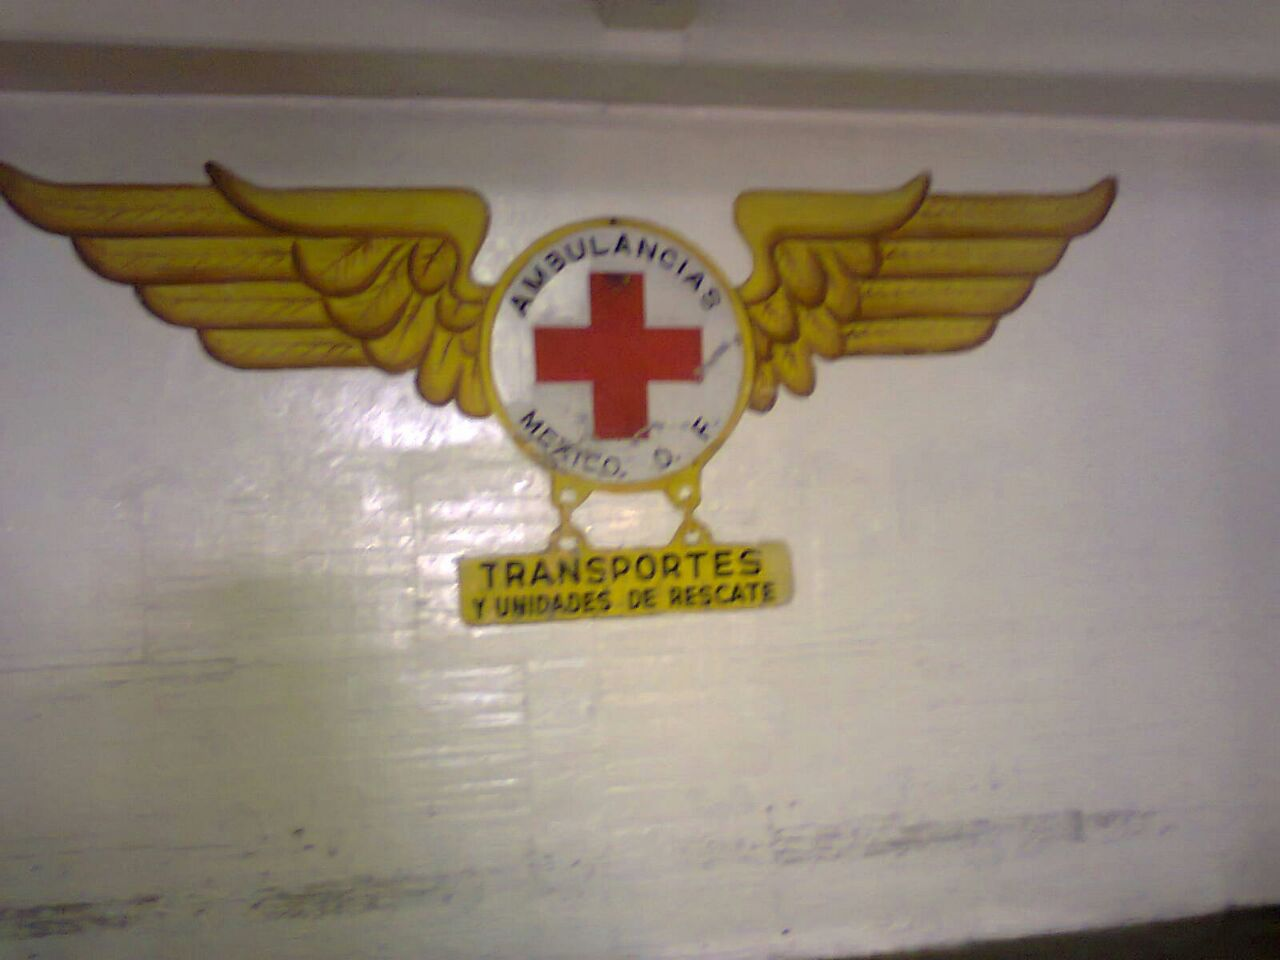 AMBULANCIAS
MEXICO, D. F.
TRANSPORTES
Y UNIDADES DE RESCATE